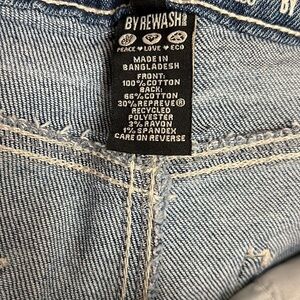 BY REWASH
PEACE ♥ LOVE ♥ ECO
MADE IN
BANGLADESH
FRONT:
100% COTTON
BACK:
66% COTTON
30% REPREVE®
RECYCLED
POLYESTER
3% RAYON
1% SPANDEX
CARE ON REVERSE